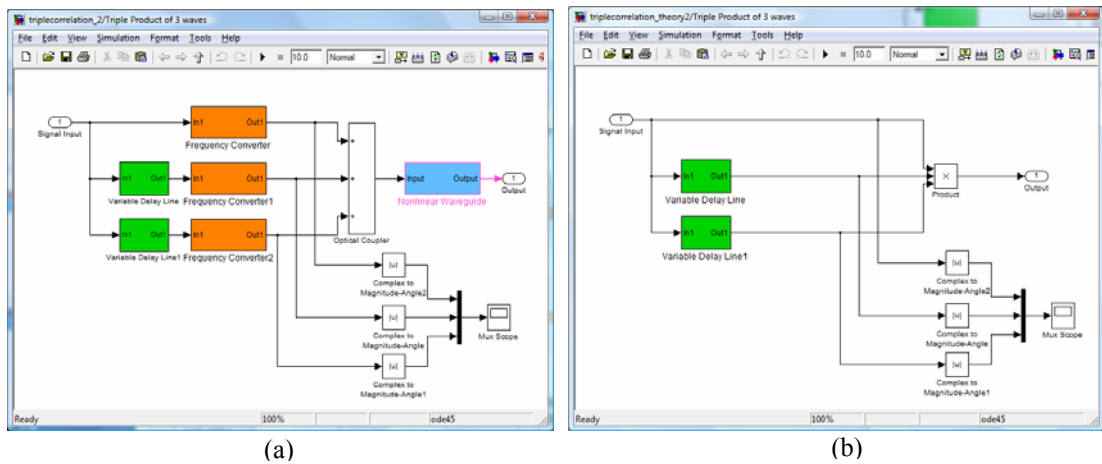 triplecorrelation_2/Triple Product of 3 waves
File Edit View Simulation Format Tools Help
10.0 Normal
1
Signal Input
In1 Out1
Frequency Converter
In1 Out1
Variable Delay Line
In1 Out1
Frequency Converter1
In1 Out1
Variable Delay Line1
In1 Out1
Frequency Converter2
+
+
+
Optical Coupler
Input Output
Nonlinear Waveguide
1
Output
|u|
Complex to
Magnitude-Angle2
|u|
Complex to
Magnitude-Angle
|u|
Complex to
Magnitude-Angle1
Mux Scope
Ready 100% ode45
(a)
triplecorrelation_theory2/Triple Product of 3 waves
File Edit View Simulation Format Tools Help
10.0 Normal
1
Signal Input
In1 Out1
Variable Delay Line
In1 Out1
Variable Delay Line1
×
Product
1
Output
|u|
Complex to
Magnitude-Angle2
|u|
Complex to
Magnitude-Angle
|u|
Complex to
Magnitude-Angle1
Mux Scope
Ready 100% ode45
(b)